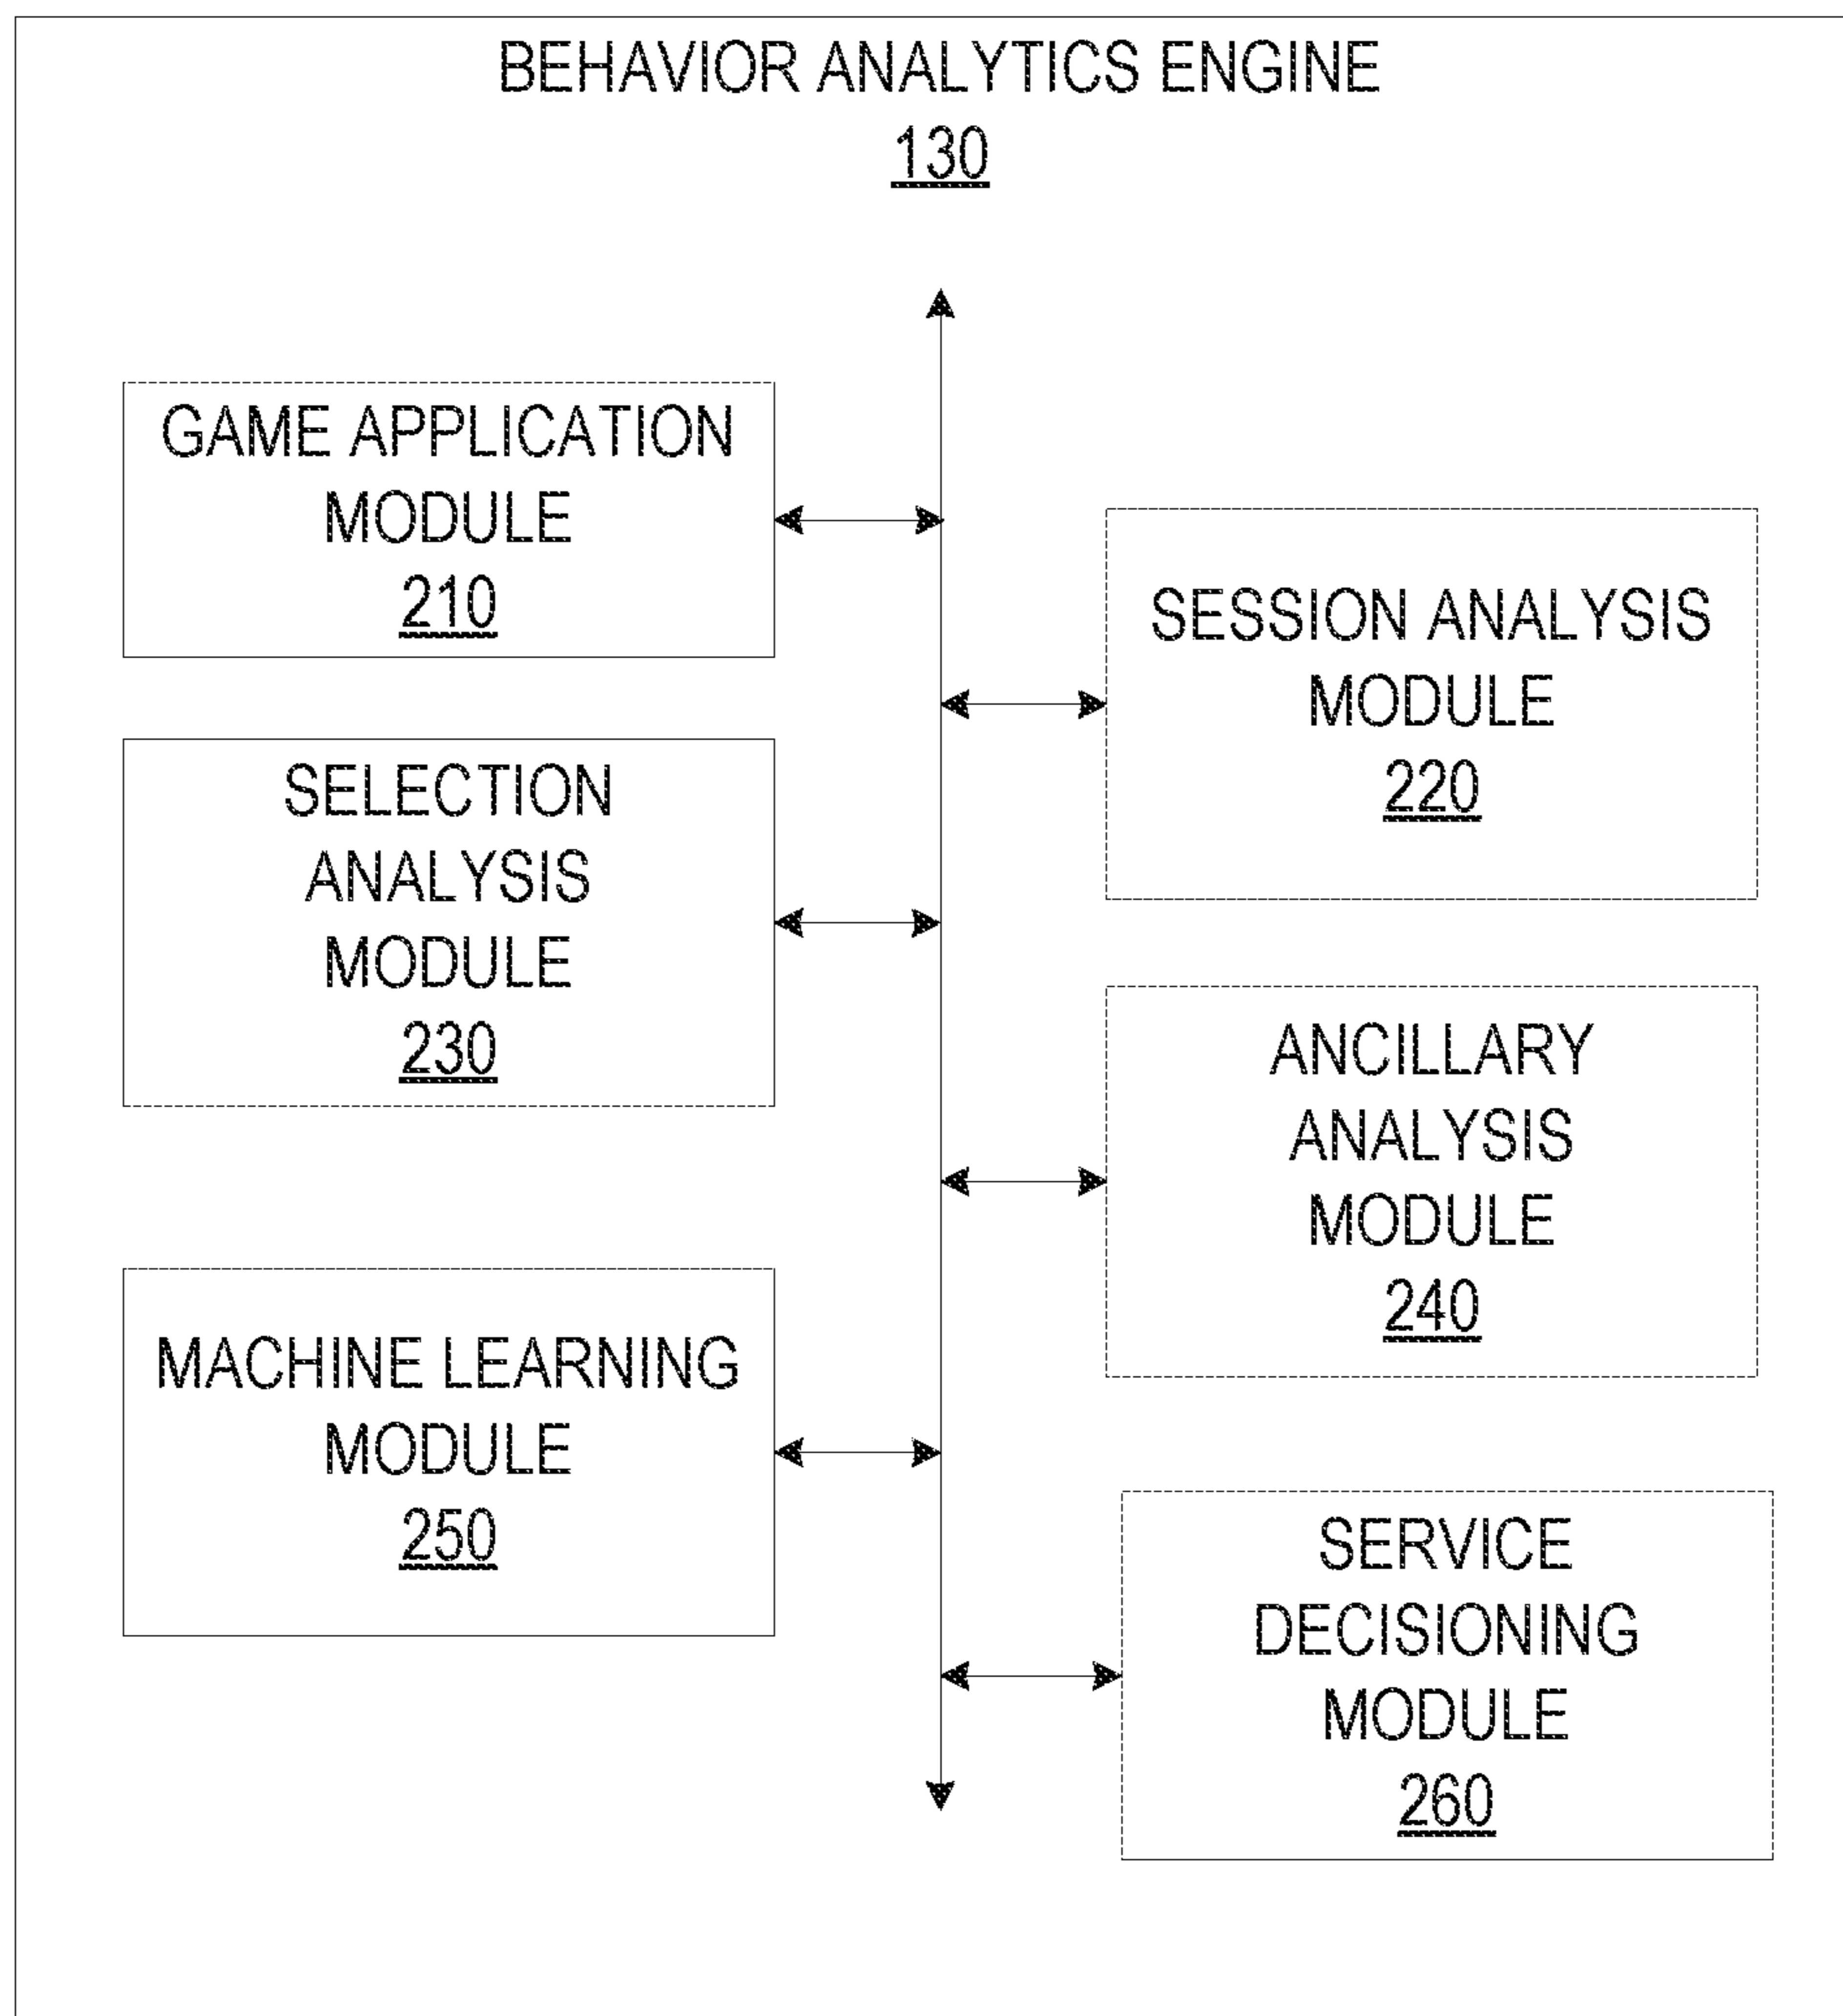 BEHAVIOR ANALYTICS ENGINE
130
GAME APPLICATION
MODULE
210
SESSION ANALYSIS
MODULE
220
SELECTION
ANALYSIS
MODULE
230
ANCILLARY
ANALYSIS
MODULE
240
MACHINE LEARNING
MODULE
250
SERVICE
DECISIONING
MODULE
260